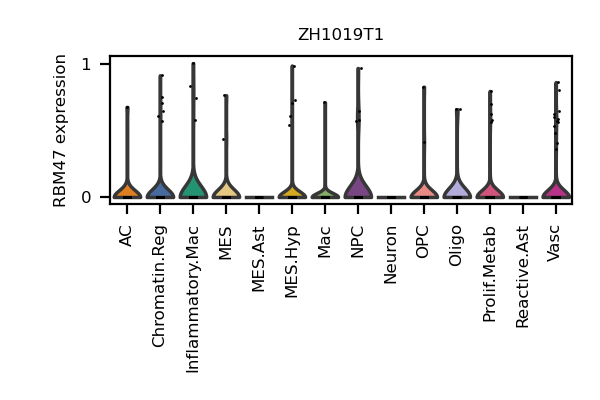 ZH1019T1
RBM47 expression
1
0
AC
Chromatin.Reg
Inflammatory.Mac
MES
MES.Ast
MES.Hyp
Mac
NPC
Neuron
OPC
Oligo
Prolif.Metab
Reactive.Ast
Vasc